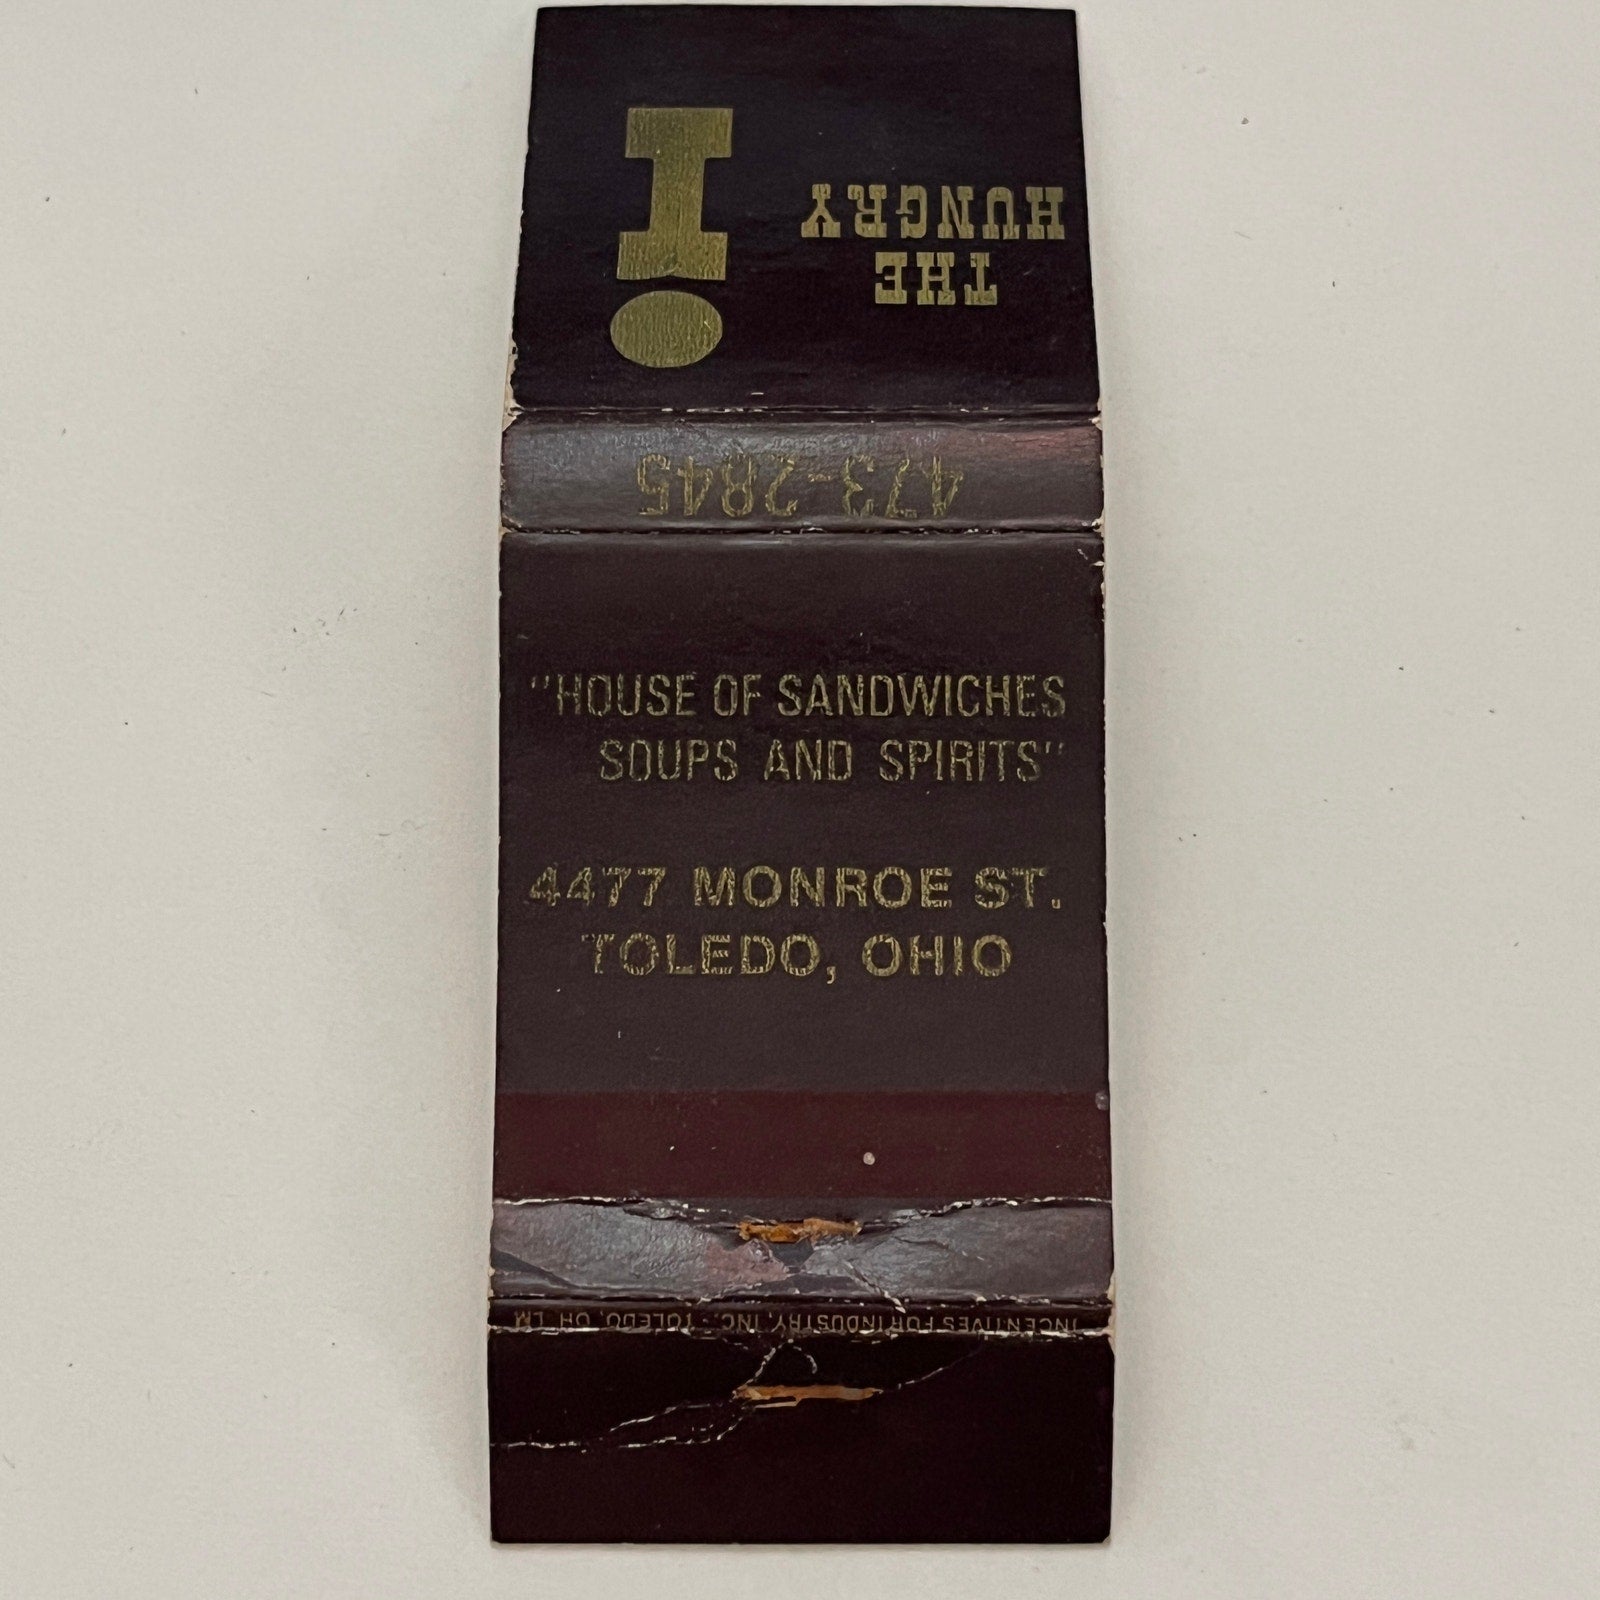 THE
HUNGRY
i
473-2845
"HOUSE OF SANDWICHES
SOUPS AND SPIRITS"
4477 MONROE ST.
TOLEDO, OHIO
INCENTIVES FOR INDUSTRY, INC., TOLEDO, OH LM